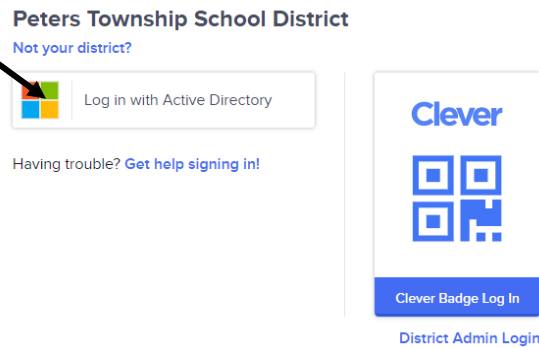 Peters Township School District
Not your district?
Log in with Active Directory
Having trouble? Get help signing in!
Clever
Clever Badge Log In
District Admin Login